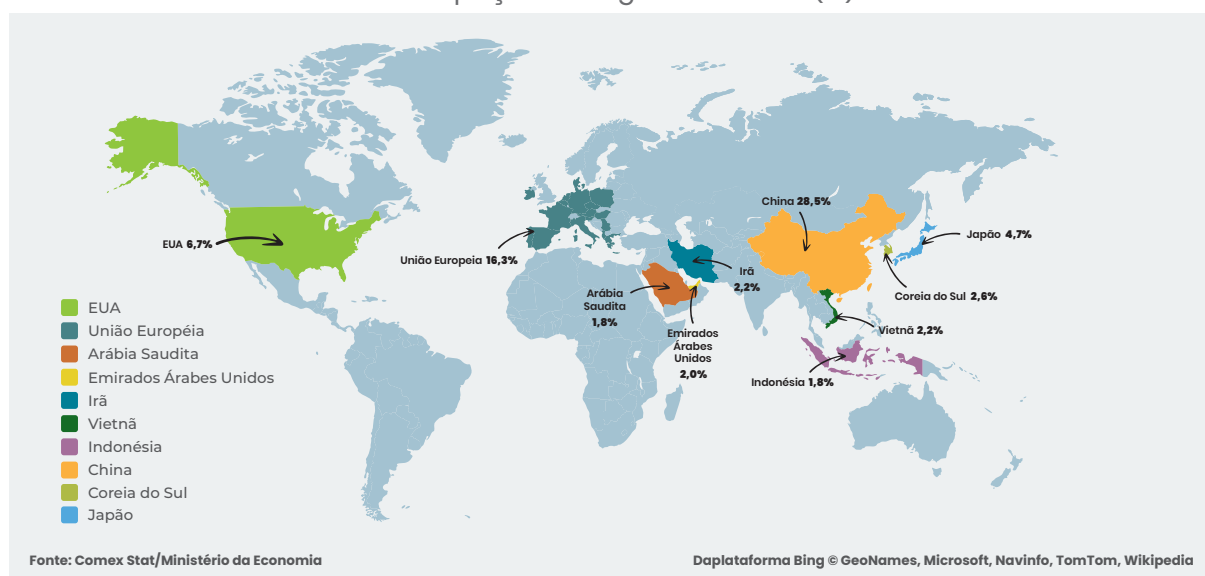 China 28,5%
EUA 6,7%
Japão 4,7%
União Europeia 16,3%
Irã
2,2%
Arábia
Saudita
1,8%
Coreia do Sul 2,6%
Emirados
Árabes
Unidos
2,0%
Vietnã 2,2%
Indonésia 1,8%
EUA
União Européia
Arábia Saudita
Emirados Árabes Unidos
Irã
Vietnã
Indonésia
China
Coreia do Sul
Japão
Fonte: Comex Stat/Ministério da Economia
Daplataforma Bing © GeoNames, Microsoft, Navinfo, TomTom, Wikipedia